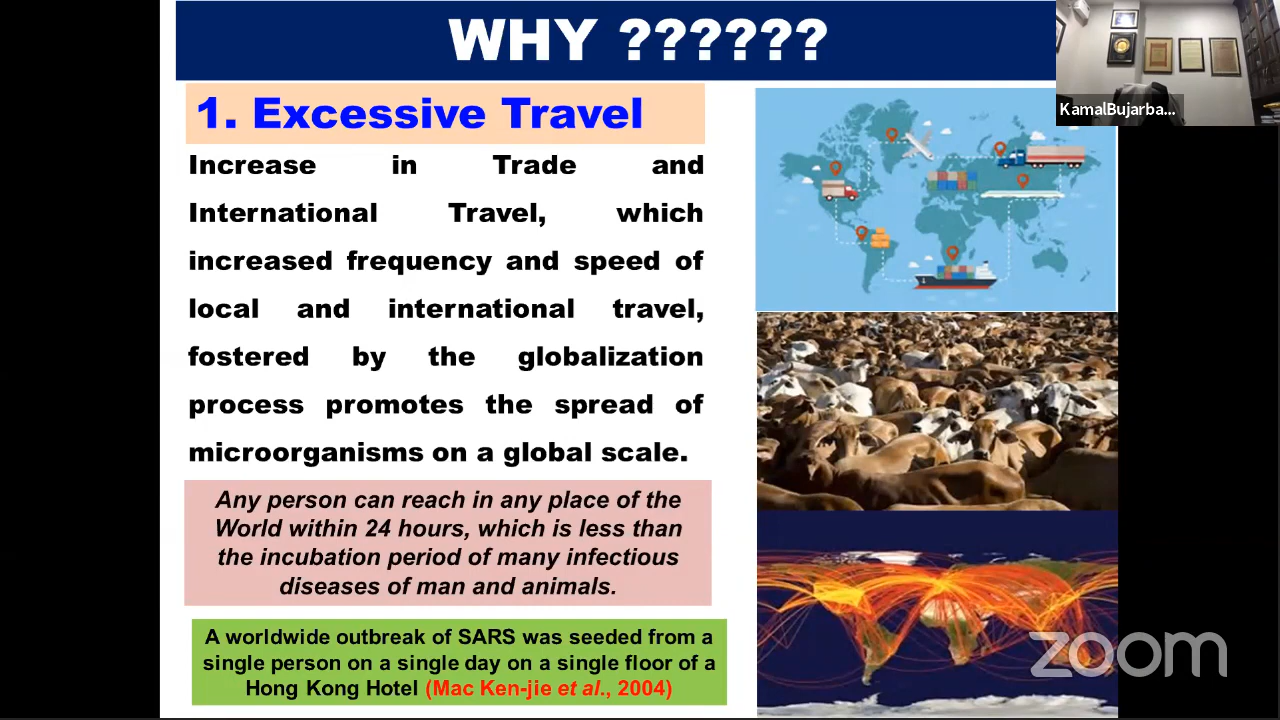 WHY ??????
KamalBujarba...
1. Excessive Travel
Increase in Trade and
International Travel, which
increased frequency and speed of
local and international travel,
fostered by the globalization
process promotes the spread of
microorganisms on a global scale.
Any person can reach in any place of the
World within 24 hours, which is less than
the incubation period of many infectious
diseases of man and animals.
A worldwide outbreak of SARS was seeded from a
single person on a single day on a single floor of a
Hong Kong Hotel (Mac Ken-jie et al., 2004)
zoom